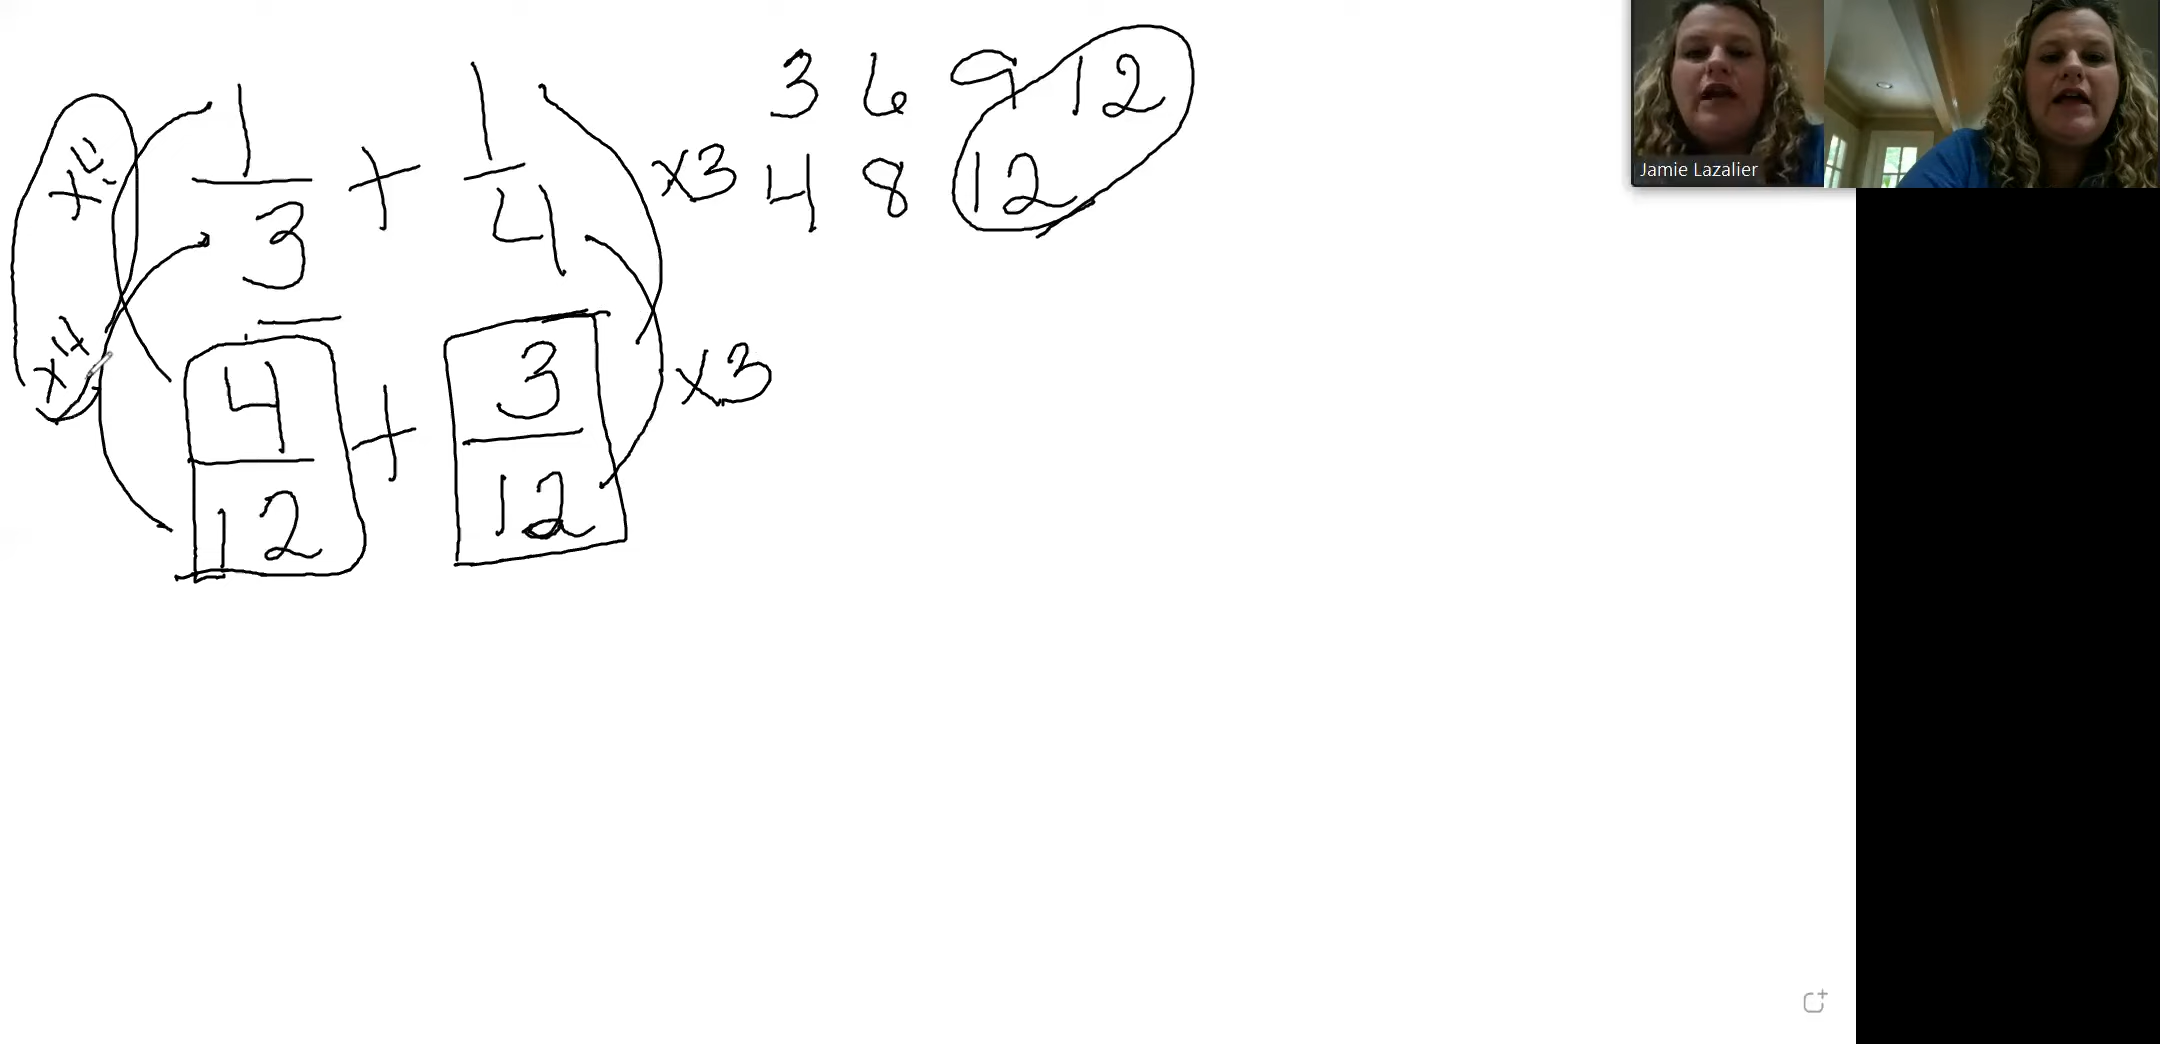 1/3 + 1/4
x4
x3
3 6 9 12
4 8 12
x4
4/12 + 3/12
x3
Jamie Lazalier